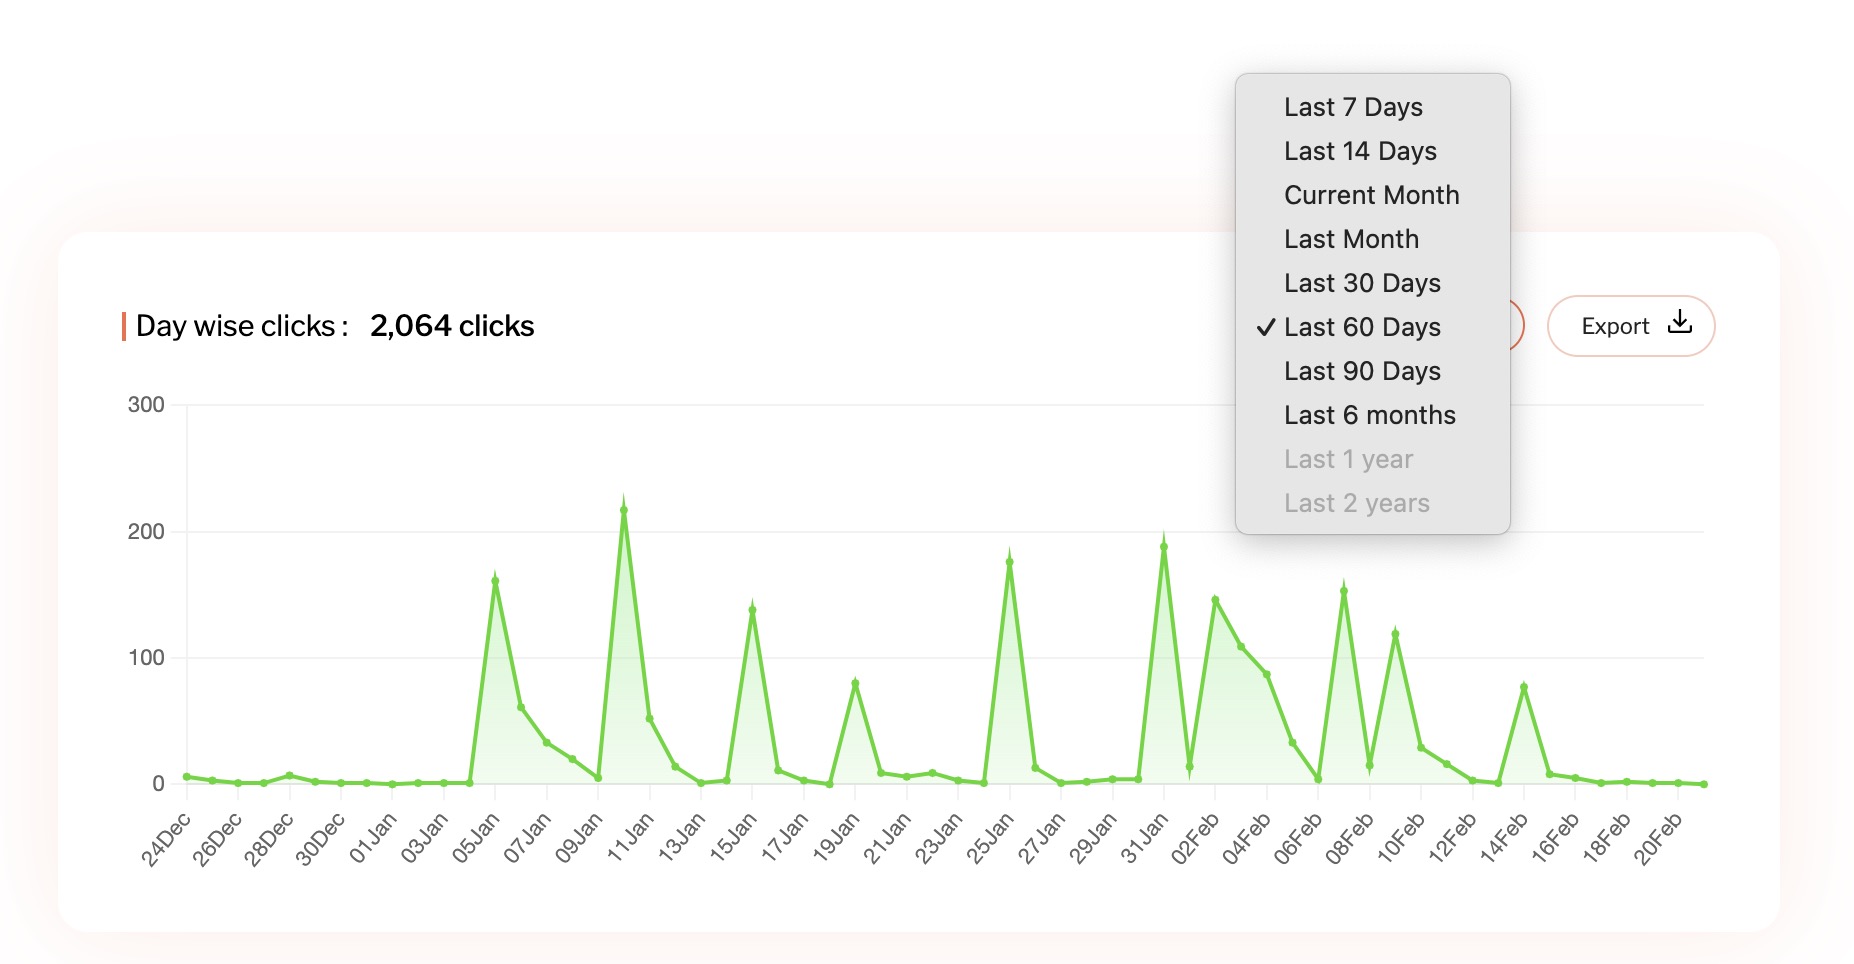 Last 7 Days
Last 14 Days
Current Month
Last Month
Last 30 Days
✓ Last 60 Days
Last 90 Days
Last 6 months
Last 1 year
Last 2 years
Day wise clicks : 2,064 clicks
Export
300
200
100
0
24Dec 26Dec 28Dec 30Dec 01Jan 03Jan 05Jan 07Jan 09Jan 11Jan 13Jan 15Jan 17Jan 19Jan 21Jan 23Jan 25Jan 27Jan 29Jan 31Jan 02Feb 04Feb 06Feb 08Feb 10Feb 12Feb 14Feb 16Feb 18Feb 20Feb